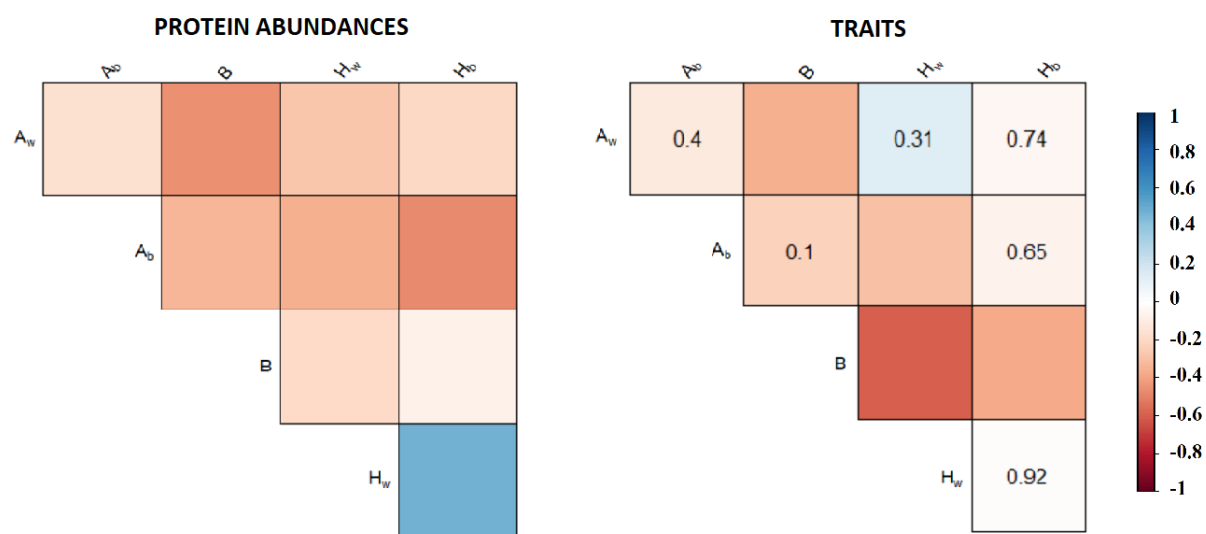 PROTEIN ABUNDANCES
TRAITS
Ab B Hw Hb
Ab B Hw Hb
Aw
Aw 0.4 0.31 0.74
Ab
Ab 0.1 0.65
B
B
Hw
Hw 0.92
1
0.8
0.6
0.4
0.2
0
-0.2
-0.4
-0.6
-0.8
-1